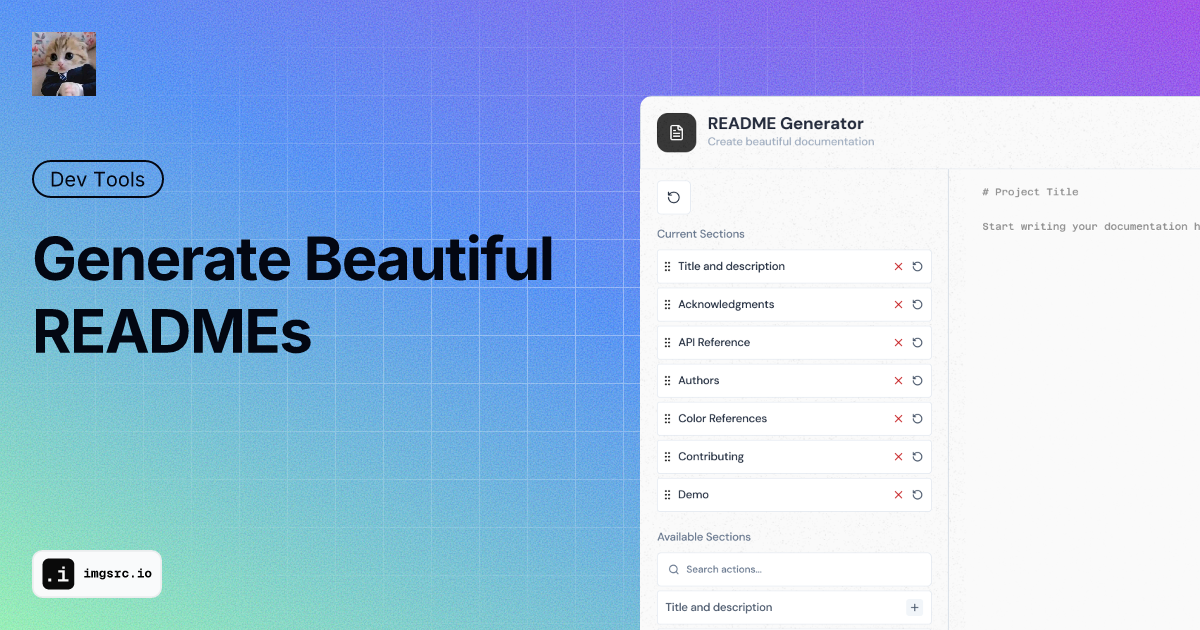 Dev Tools
Generate Beautiful
READMEs
.i imgsrc.io
README Generator
Create beautiful documentation
Current Sections
Title and description
Acknowledgments
API Reference
Authors
Color References
Contributing
Demo
Available Sections
Search actions...
Title and description
# Project Title
Start writing your documentation h